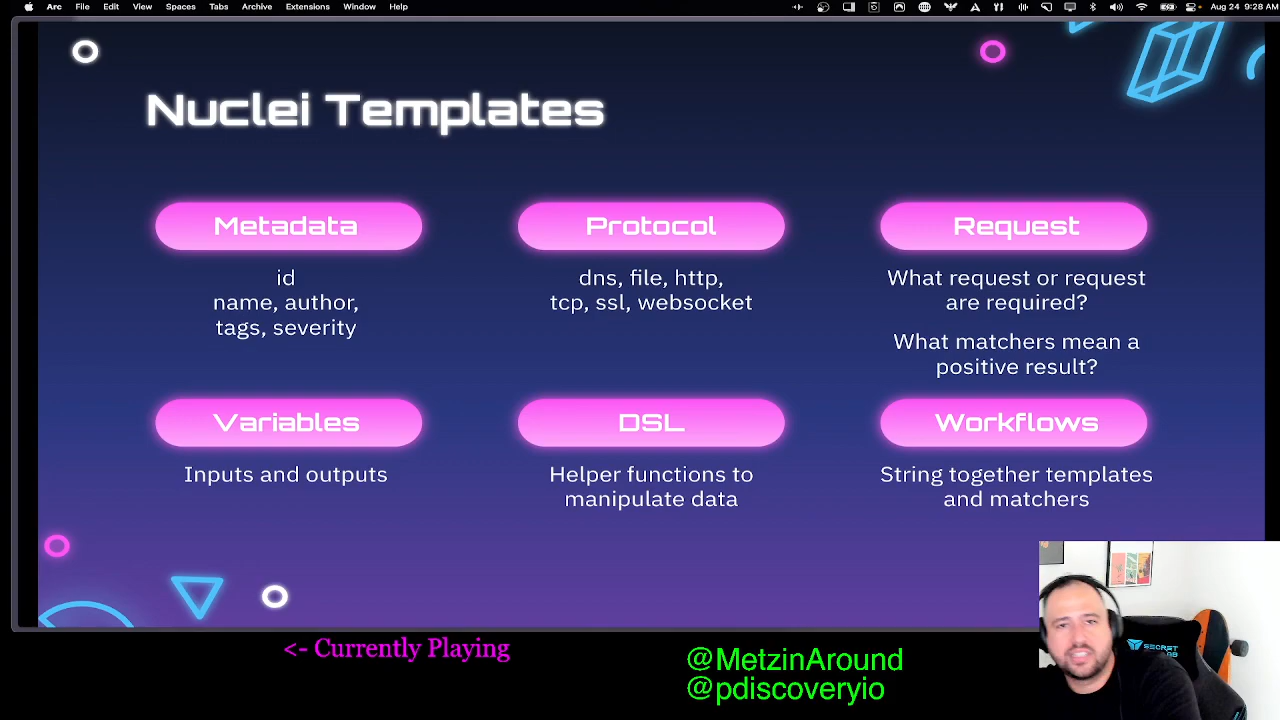 Arc File Edit View Spaces Tabs Archive Extensions Window Help Aug 24 9:28 AM
Nuclei Templates
Metadata
id
name, author,
tags, severity
Protocol
dns, file, http,
tcp, ssl, websocket
Request
What request or request
are required?
What matchers mean a
positive result?
Variables
Inputs and outputs
DSL
Helper functions to
manipulate data
Workflows
String together templates
and matchers
<- Currently Playing
@MetzinAround
@pdiscoveryio
SECRET